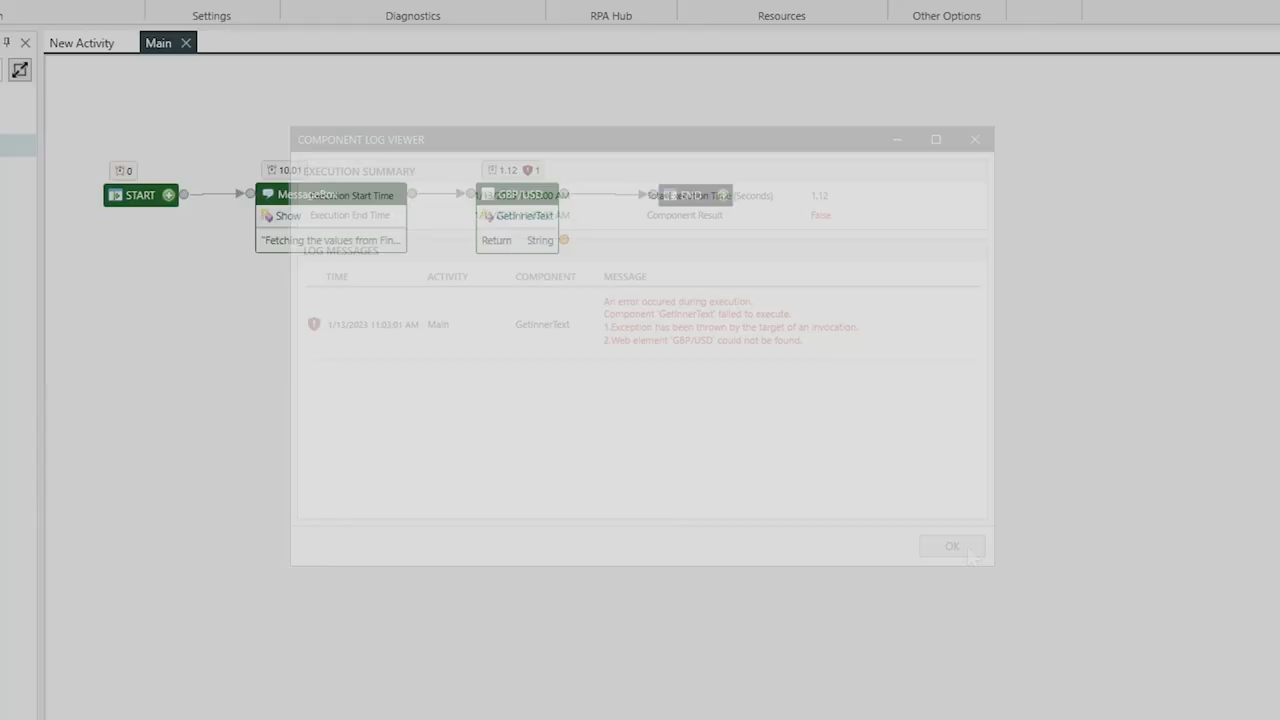 Settings
Diagnostics
RPA Hub
Resources
Other Options
New Activity
Main
COMPONENT LOG VIEWER
0
10.01
EXECUTION SUMMARY
1.12
1
START
MessageBox
Execution Start Time
GBP/USD
END
(Seconds)
1.12
Show
Execution End Time
GetInnerText
Component Result
False
"Fetching the values from Fin...
Return
String
LOG MESSAGES
TIME
ACTIVITY
COMPONENT
MESSAGE
1/13/2023 11:03:01 AM
Main
GetInnerText
An error occured during execution.
Component 'GetInnerText' failed to execute.
1.Exception has been thrown by the target of an invocation.
2.Web element 'GBP/USD' could not be found.
OK